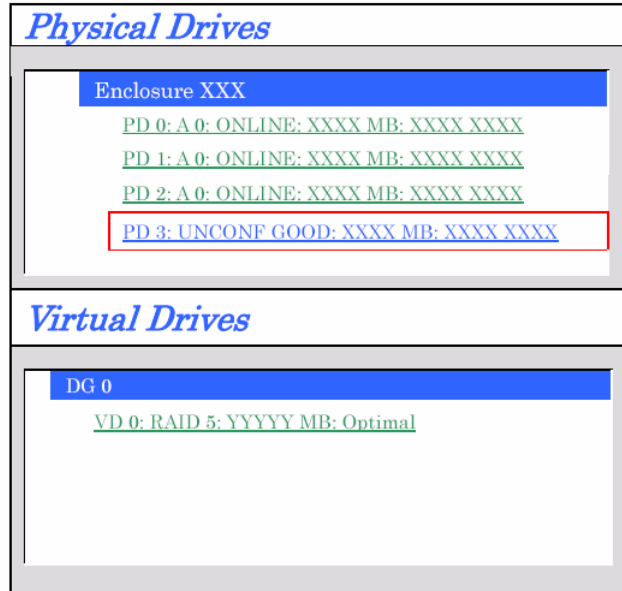 Physical Drives
Enclosure XXX
PD 0: A 0: ONLINE: XXXX MB: XXXX XXXX
PD 1: A 0: ONLINE: XXXX MB: XXXX XXXX
PD 2: A 0: ONLINE: XXXX MB: XXXX XXXX
PD 3: UNCONF GOOD: XXXX MB: XXXX XXXX
Virtual Drives
DG 0
VD 0: RAID 5: YYYYY MB: Optimal